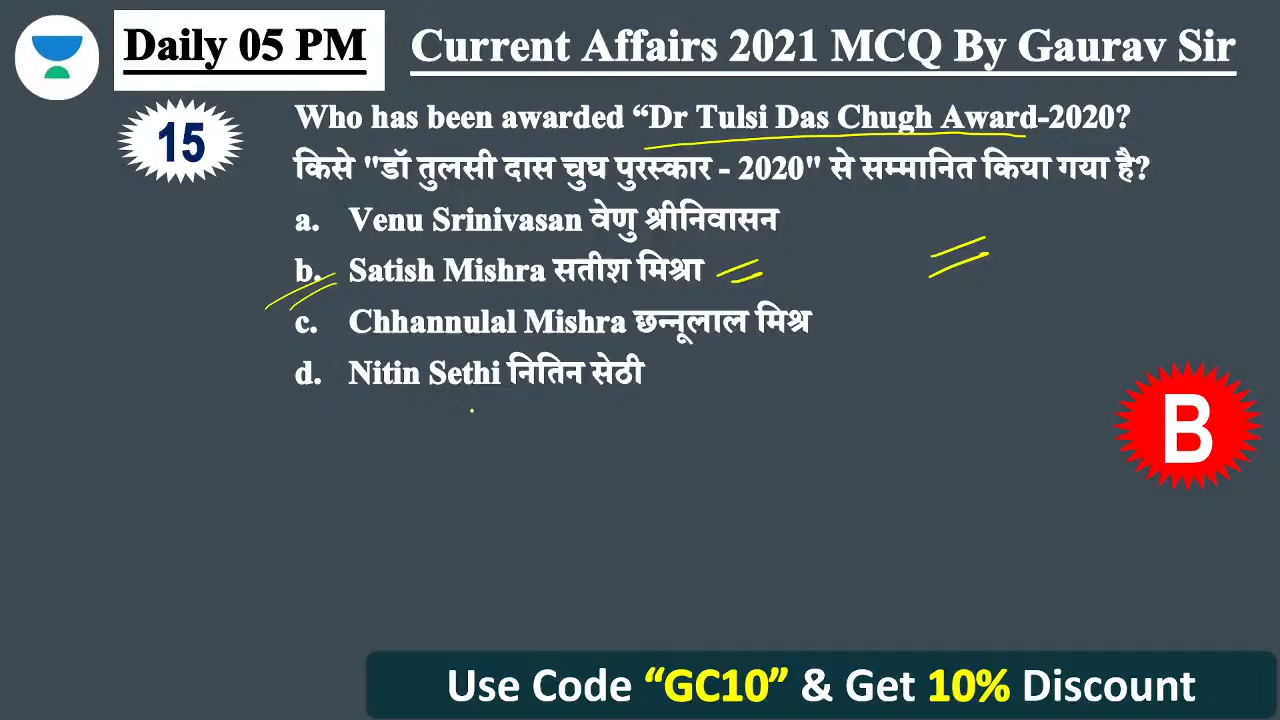 Daily 05 PM
Current Affairs 2021 MCQ By Gaurav Sir
15
Who has been awarded “Dr Tulsi Das Chugh Award-2020?
किसे "डॉ तुलसी दास चुघ पुरस्कार - 2020" से सम्मानित किया गया है?
a. Venu Srinivasan वेणु श्रीनिवासन
b. Satish Mishra सतीश मिश्रा
c. Chhannulal Mishra छन्नूलाल मिश्र
d. Nitin Sethi नितिन सेठी
B
Use Code “GC10” & Get 10% Discount